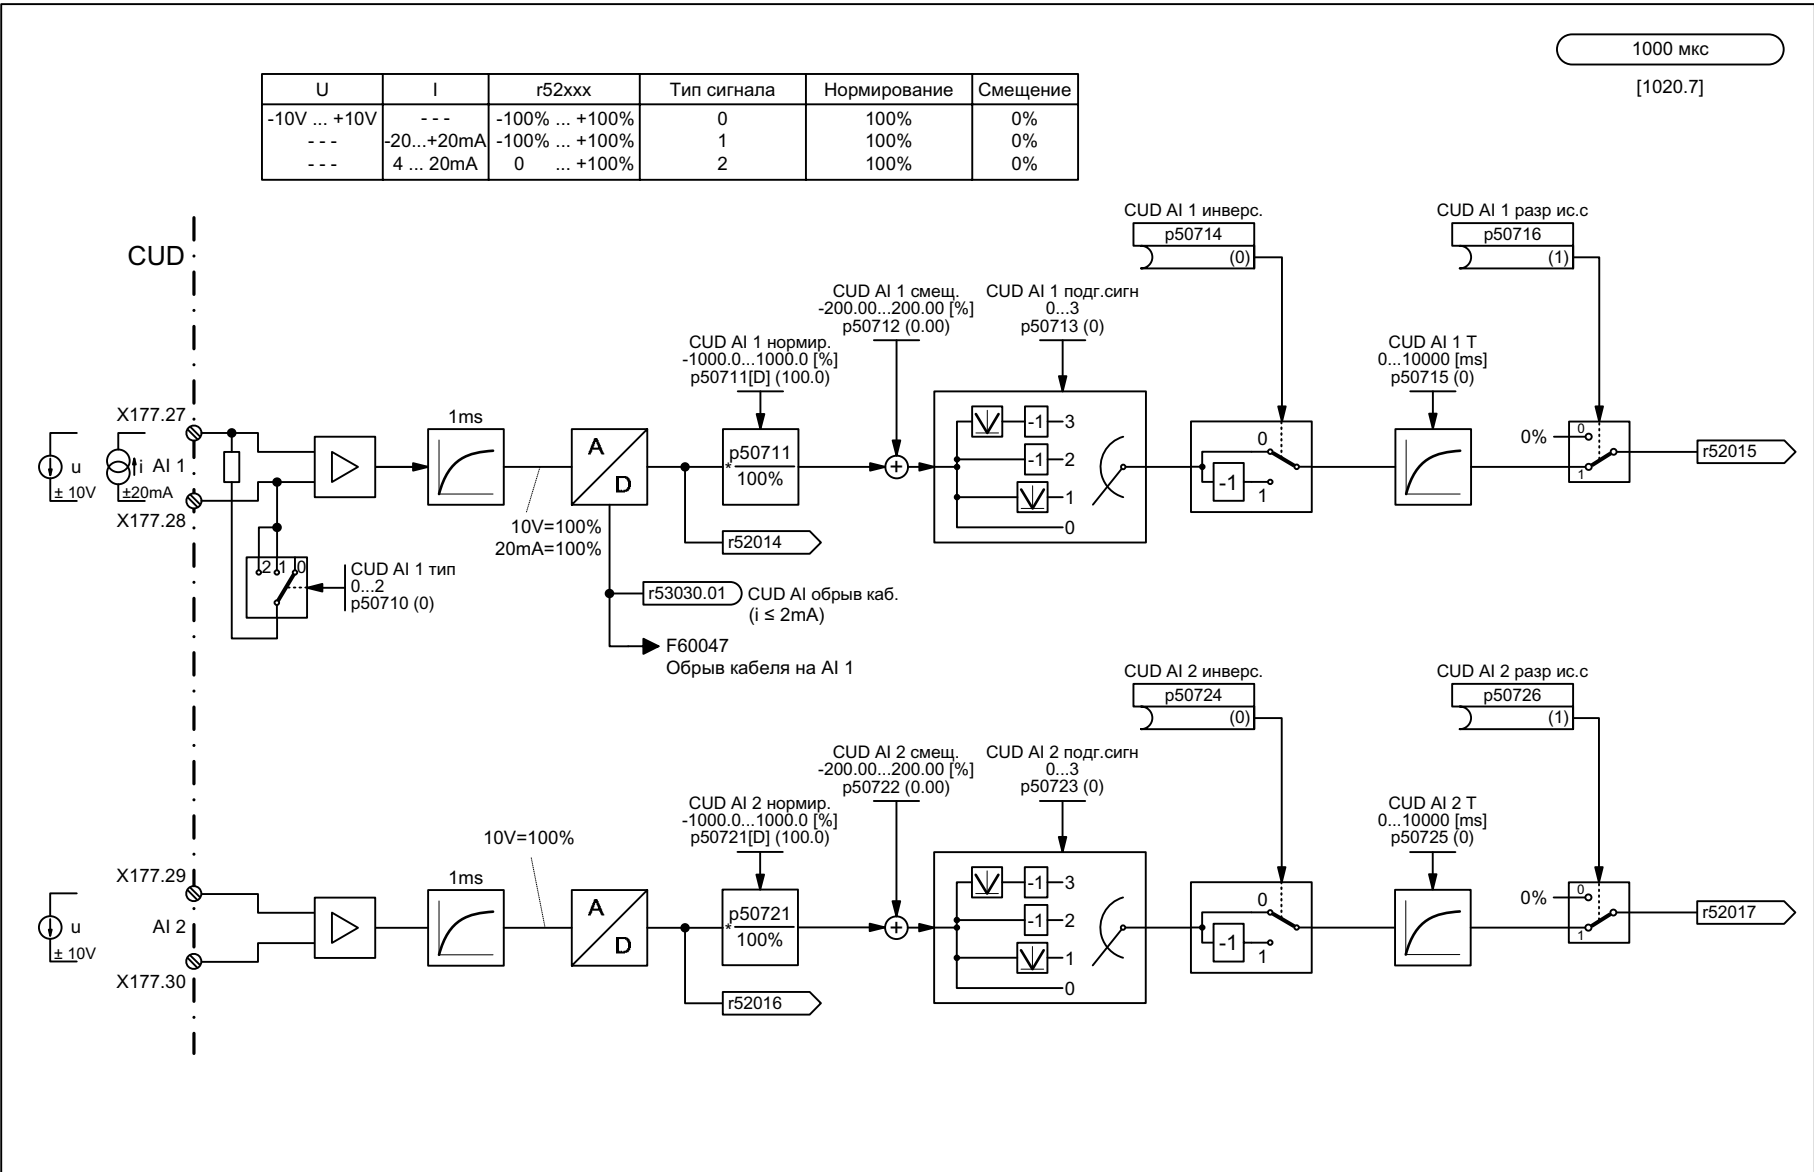 1000 мкс
[1020.7]
U I r52xxx Тип сигнала Нормирование Смещение
-10V ... +10V - - - -100% ... +100% 0 100% 0%
- - - -20...+20mA -100% ... +100% 1 100% 0%
- - - 4 ... 20mA 0 ... +100% 2 100% 0%
CUD
CUD AI 1 инверс.
p50714
(0)
CUD AI 1 разр ис.с
p50716
(1)
CUD AI 1 смещ.
-200.00...200.00 [%]
p50712 (0.00)
CUD AI 1 подг.сигн
0...3
p50713 (0)
CUD AI 1 нормир.
-1000.0...1000.0 [%]
p50711[D] (100.0)
CUD AI 1 T
0...10000 [ms]
p50715 (0)
X177.27
u
± 10V
i
±20mA
AI 1
X177.28
1ms
A
D
10V=100%
20mA=100%
*
p50711
100%
r52014
+
-1 3
-1 2
1
0
0
-1
1
0%
0
1
r52015
2 1 0
CUD AI 1 тип
0...2
p50710 (0)
r53030.01
CUD AI обрыв каб.
(i ≤ 2mA)
F60047
Обрыв кабеля на AI 1
CUD AI 2 инверс.
p50724
(0)
CUD AI 2 разр ис.с
p50726
(1)
CUD AI 2 смещ.
-200.00...200.00 [%]
p50722 (0.00)
CUD AI 2 подг.сигн
0...3
p50723 (0)
CUD AI 2 нормир.
-1000.0...1000.0 [%]
p50721[D] (100.0)
CUD AI 2 T
0...10000 [ms]
p50725 (0)
10V=100%
X177.29
u
± 10V
AI 2
X177.30
1ms
A
D
*
p50721
100%
r52016
+
-1 3
-1 2
1
0
0
-1
1
0%
0
1
r52017